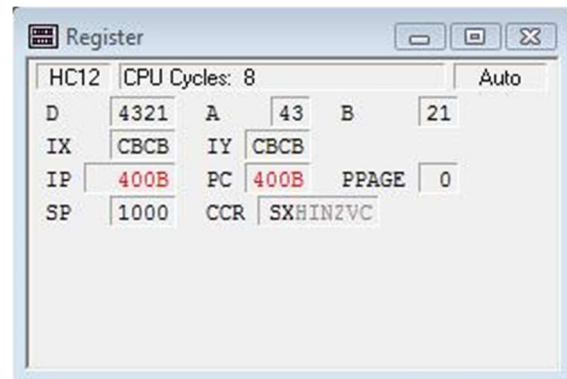 Register
HC12 CPU Cycles: 8 Auto
D 4321 A 43 B 21
IX CBCB IY CBCB
IP 400B PC 400B PPAGE 0
SP 1000 CCR SXHINZVC